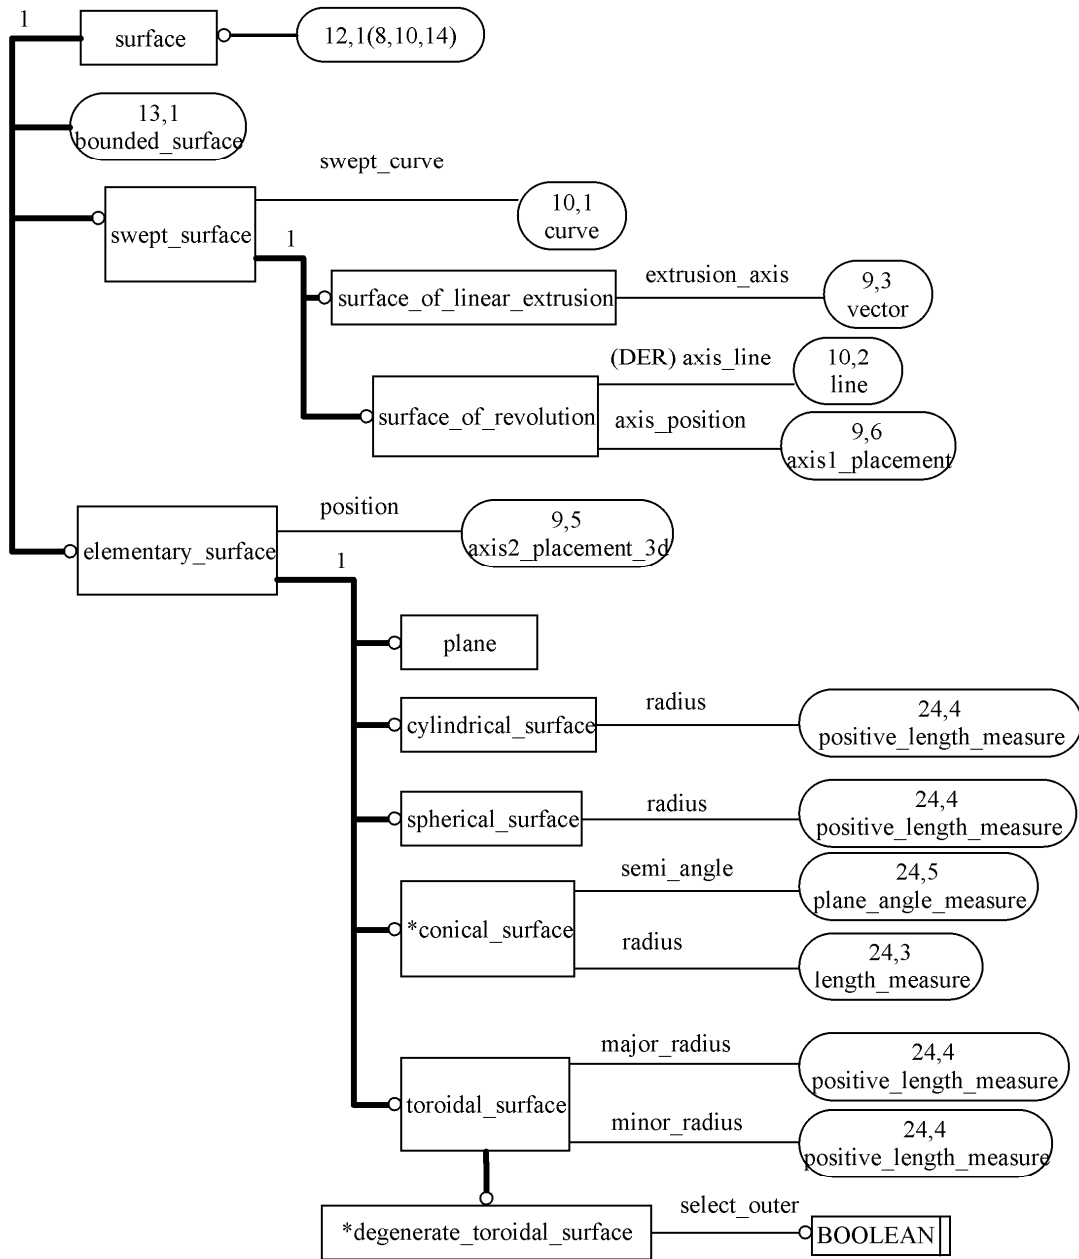 1
surface
12,1(8,10,14)
13,1
bounded_surface
swept_curve
10,1
curve
swept_surface
1
extrusion_axis
9,3
vector
surface_of_linear_extrusion
(DER) axis_line
10,2
line
surface_of_revolution
axis_position
9,6
axis1_placement
position
9,5
axis2_placement_3d
elementary_surface
1
plane
radius
24,4
positive_length_measure
cylindrical_surface
radius
24,4
positive_length_measure
spherical_surface
semi_angle
24,5
plane_angle_measure
*conical_surface
radius
24,3
length_measure
major_radius
24,4
positive_length_measure
toroidal_surface
minor_radius
24,4
positive_length_measure
select_outer
*degenerate_toroidal_surface
BOOLEAN